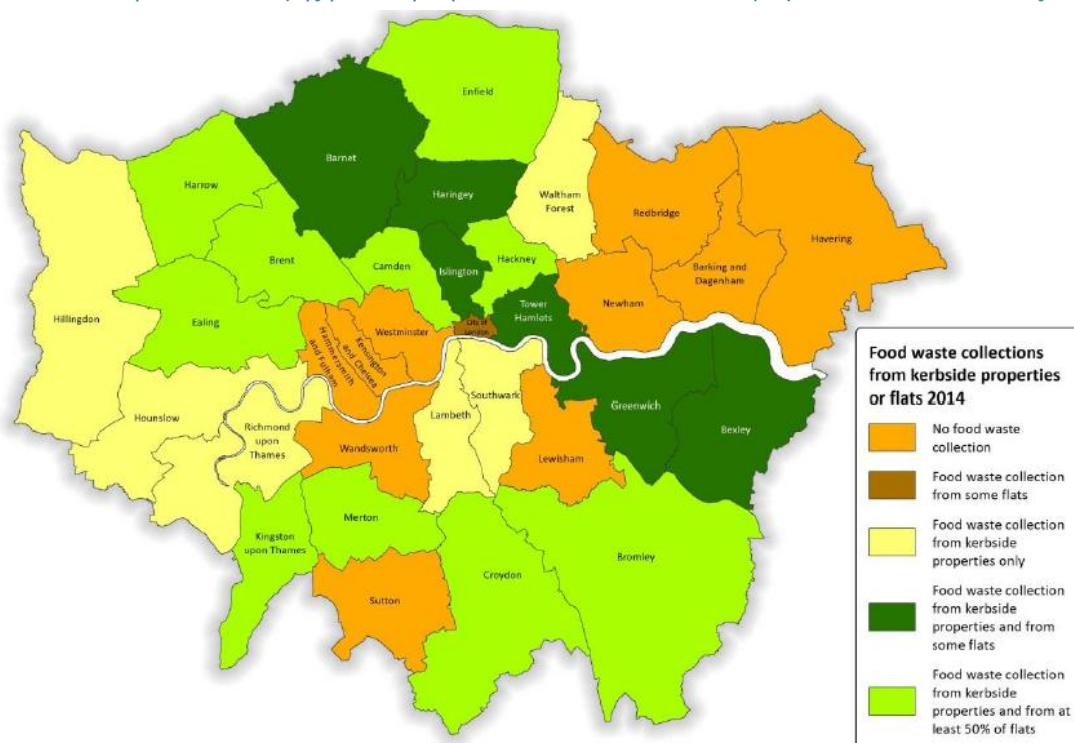 Enfield
Barnet
Harrow
Haringey
Waltham
Forest
Redbridge
Havering
Brent
Camden
Islington
Hackney
Barking and
Dagenham
Hillingdon
Ealing
Tower
Hamlets
Newham
Westminster
City of
London
Kensington
and Chelsea
Hammersmith
and Fulham
Hounslow
Richmond
upon
Thames
Lambeth
Southwark
Greenwich
Bexley
Wandsworth
Lewisham
Merton
Kingston
upon Thames
Bromley
Croydon
Sutton
Food waste collections
from kerbside properties
or flats 2014
No food waste
collection
Food waste collection
from some flats
Food waste collection
from kerbside
properties only
Food waste collection
from kerbside
properties and from
some flats
Food waste collection
from kerbside
properties and from at
least 50% of flats